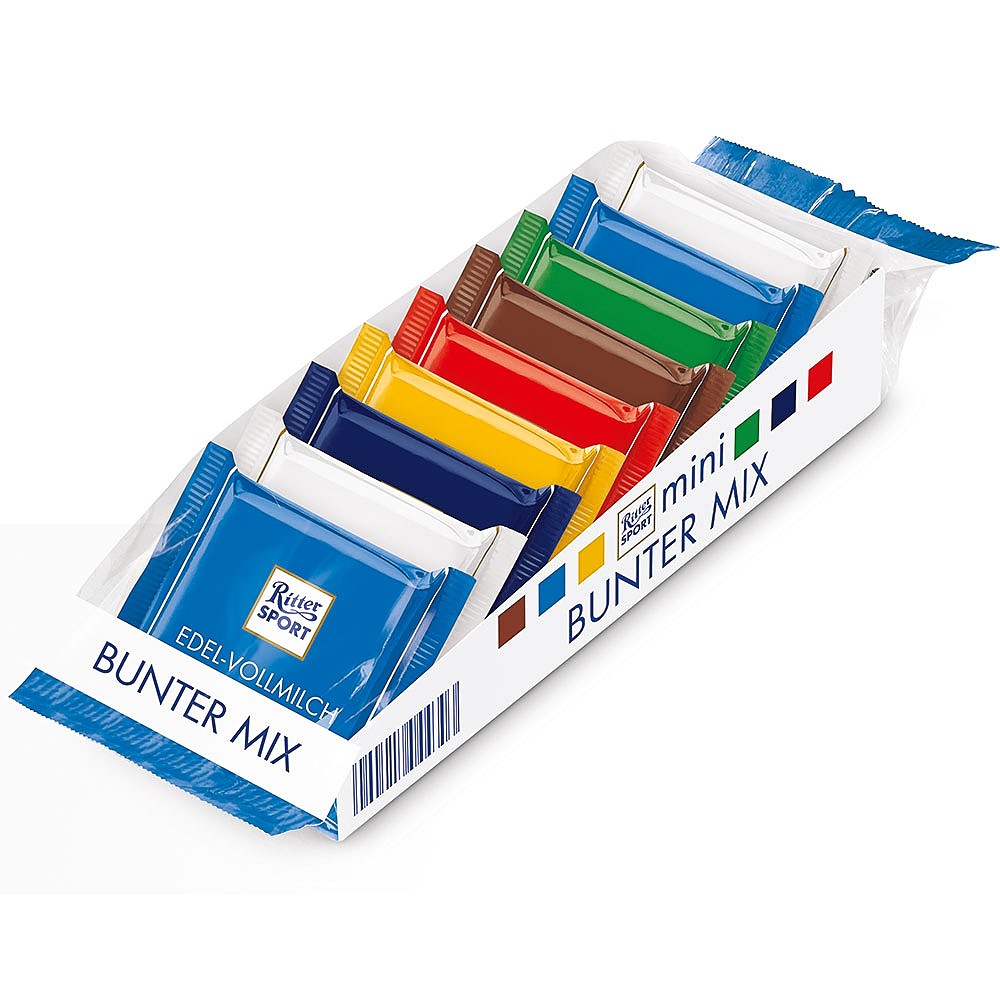 Ritter
SPORT
EDEL-VOLLMILCH
BUNTER MIX
Ritter
SPORT
mini
BUNTER MIX